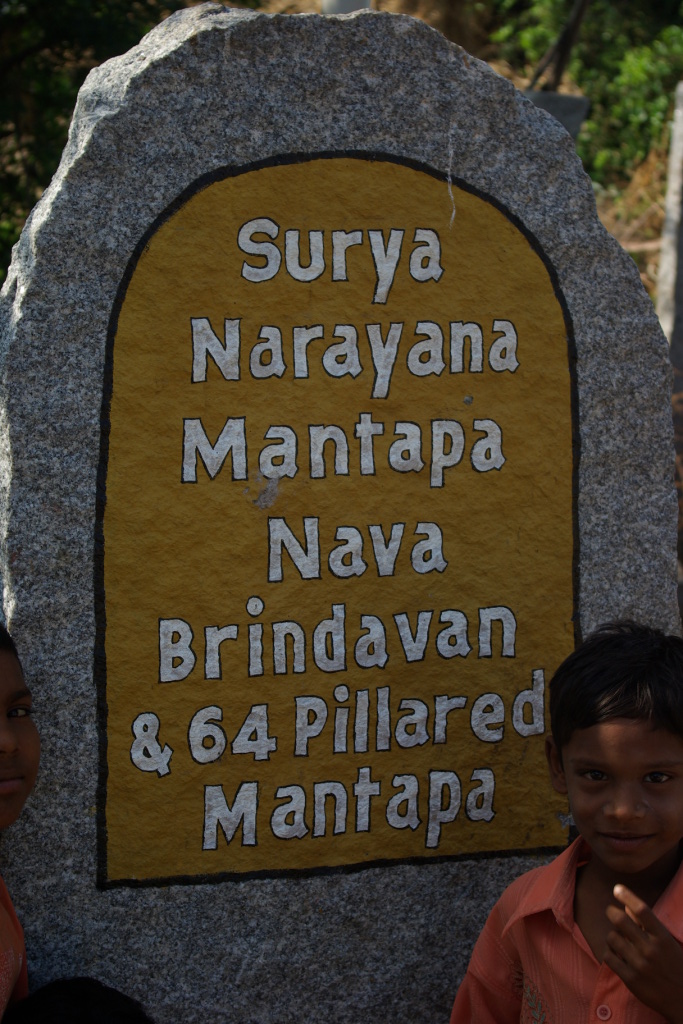 Surya
Narayana
Mantapa
Nava
Brindavan
& 64 Pillared
Mantapa